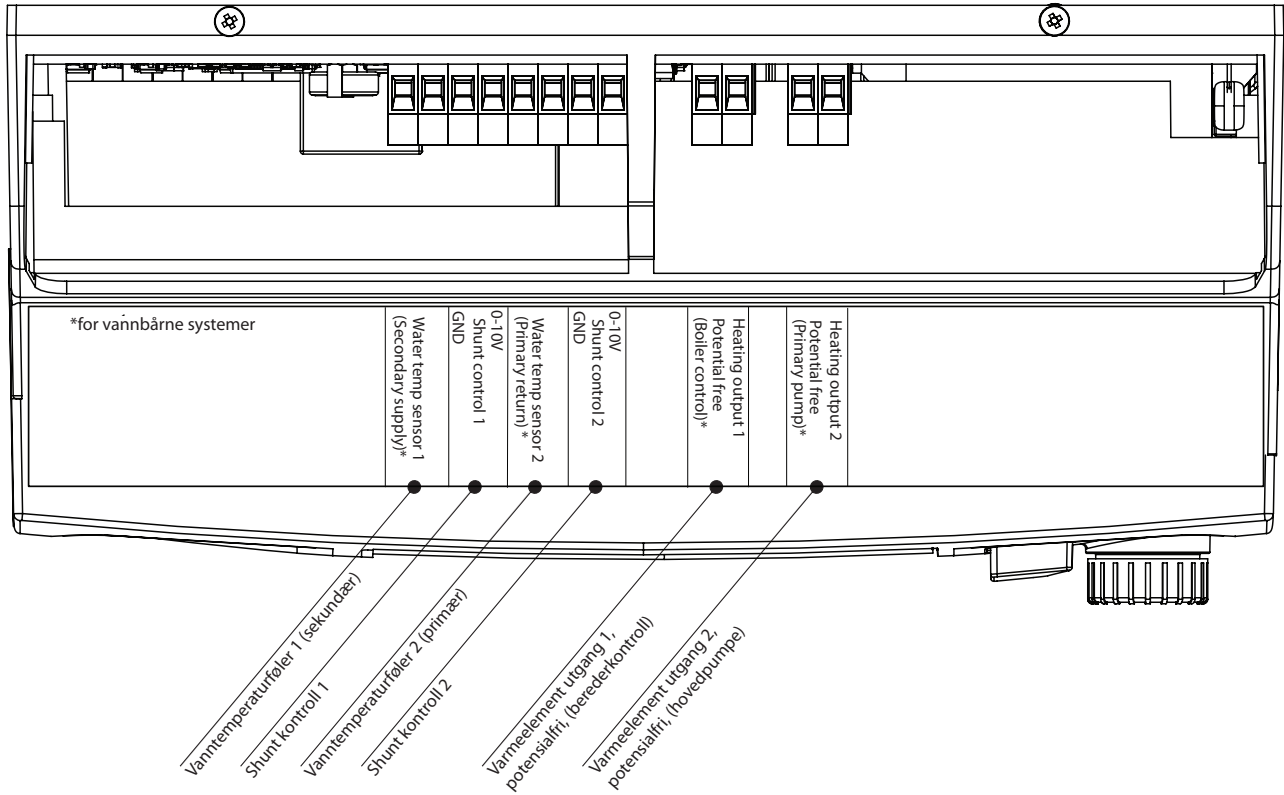 *for vannbårne systemer
Water temp sensor 1
(Secondary supply)*
0-10V
Shunt control 1
GND
Water temp sensor 2
(Primary return)*
0-10V
Shunt control 2
GND
Heating output 1
Potential free
(Boiler control)*
Heating output 2
Potential free
(Primary pump)*
Vanntemperaturføler 1 (sekundær)
Shunt kontroll 1
Vanntemperaturføler 2 (primær)
Shunt kontroll 2
Varmeelement utgang 1,
potensialfri, (berederkontroll)
Varmeelement utgang 2,
potensialfri, (hovedpumpe)